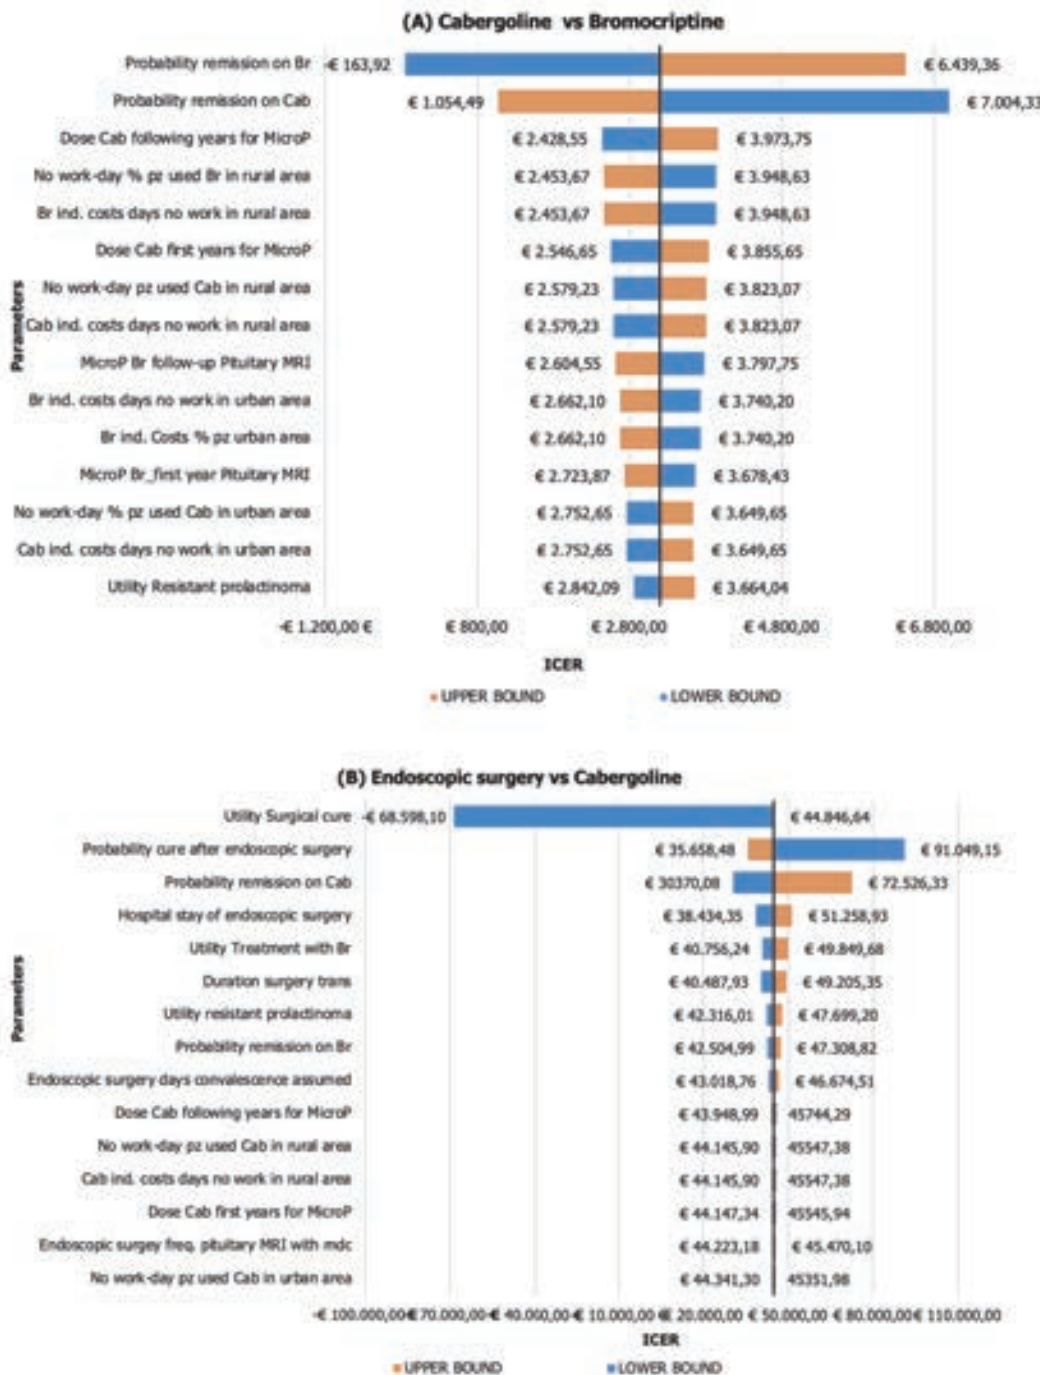 (A) Cabergoline vs Bromocriptine
Probability remission on Br -€ 163,92 € 6.439,36
Probability remission on Cab € 1.054,49 € 7.004,33
Dose Cab following years for MicroP € 2.428,55 € 3.973,75
No work-day % pz used Br in rural area € 2.453,67 € 3.948,63
Br ind. costs days no work in rural area € 2.453,67 € 3.948,63
Dose Cab first years for MicroP € 2.546,65 € 3.855,65
No work-day pz used Cab in rural area € 2.579,23 € 3.823,07
Cab ind. costs days no work in rural area € 2.579,23 € 3.823,07
MicroP Br follow-up Pituitary MRI € 2.604,55 € 3.797,75
Br ind. costs days no work in urban area € 2.662,10 € 3.740,20
Br ind. Costs % pz urban area € 2.662,10 € 3.740,20
MicroP Br_first year Pituitary MRI € 2.723,87 € 3.678,43
No work-day % pz used Cab in urban area € 2.752,65 € 3.649,65
Cab ind. costs days no work in urban area € 2.752,65 € 3.649,65
Utility Resistant prolactinoma € 2.842,09 € 3.664,04
Parameters
-€ 1.200,00 € € 800,00 € 2.800,00 € 4.800,00 € 6.800,00
ICER
UPPER BOUND LOWER BOUND
(B) Endoscopic surgery vs Cabergoline
Utility Surgical cure -€ 68.598,10 € 44.846,64
Probability cure after endoscopic surgery € 35.658,48 € 91.049,15
Probability remission on Cab € 30370,08 € 72.526,33
Hospital stay of endoscopic surgery € 38.434,35 € 51.258,93
Utility Treatment with Br € 40.756,24 € 49.849,68
Duration surgery trans € 40.487,93 € 49.205,35
Utility resistant prolactinoma € 42.316,01 € 47.699,20
Probability remission on Br € 42.504,99 € 47.308,82
Endoscopic surgery days convalescence assumed € 43.018,76 € 46.674,51
Dose Cab following years for MicroP € 43.948,99 45744,29
No work-day pz used Cab in rural area € 44.145,90 45547,38
Cab ind. costs days no work in rural area € 44.145,90 45547,38
Dose Cab first years for MicroP € 44.147,34 45545,94
Endoscopic surgey freq. pituitary MRI with mdc € 44.223,18 € 45.470,10
No work-day pz used Cab in urban area € 44.341,30 45351,98
Parameters
-€ 100.000,00 -€ 70.000,00 -€ 40.000,00 -€ 10.000,00 € 20.000,00 € 50.000,00 € 80.000,00 € 110.000,00
ICER
UPPER BOUND LOWER BOUND